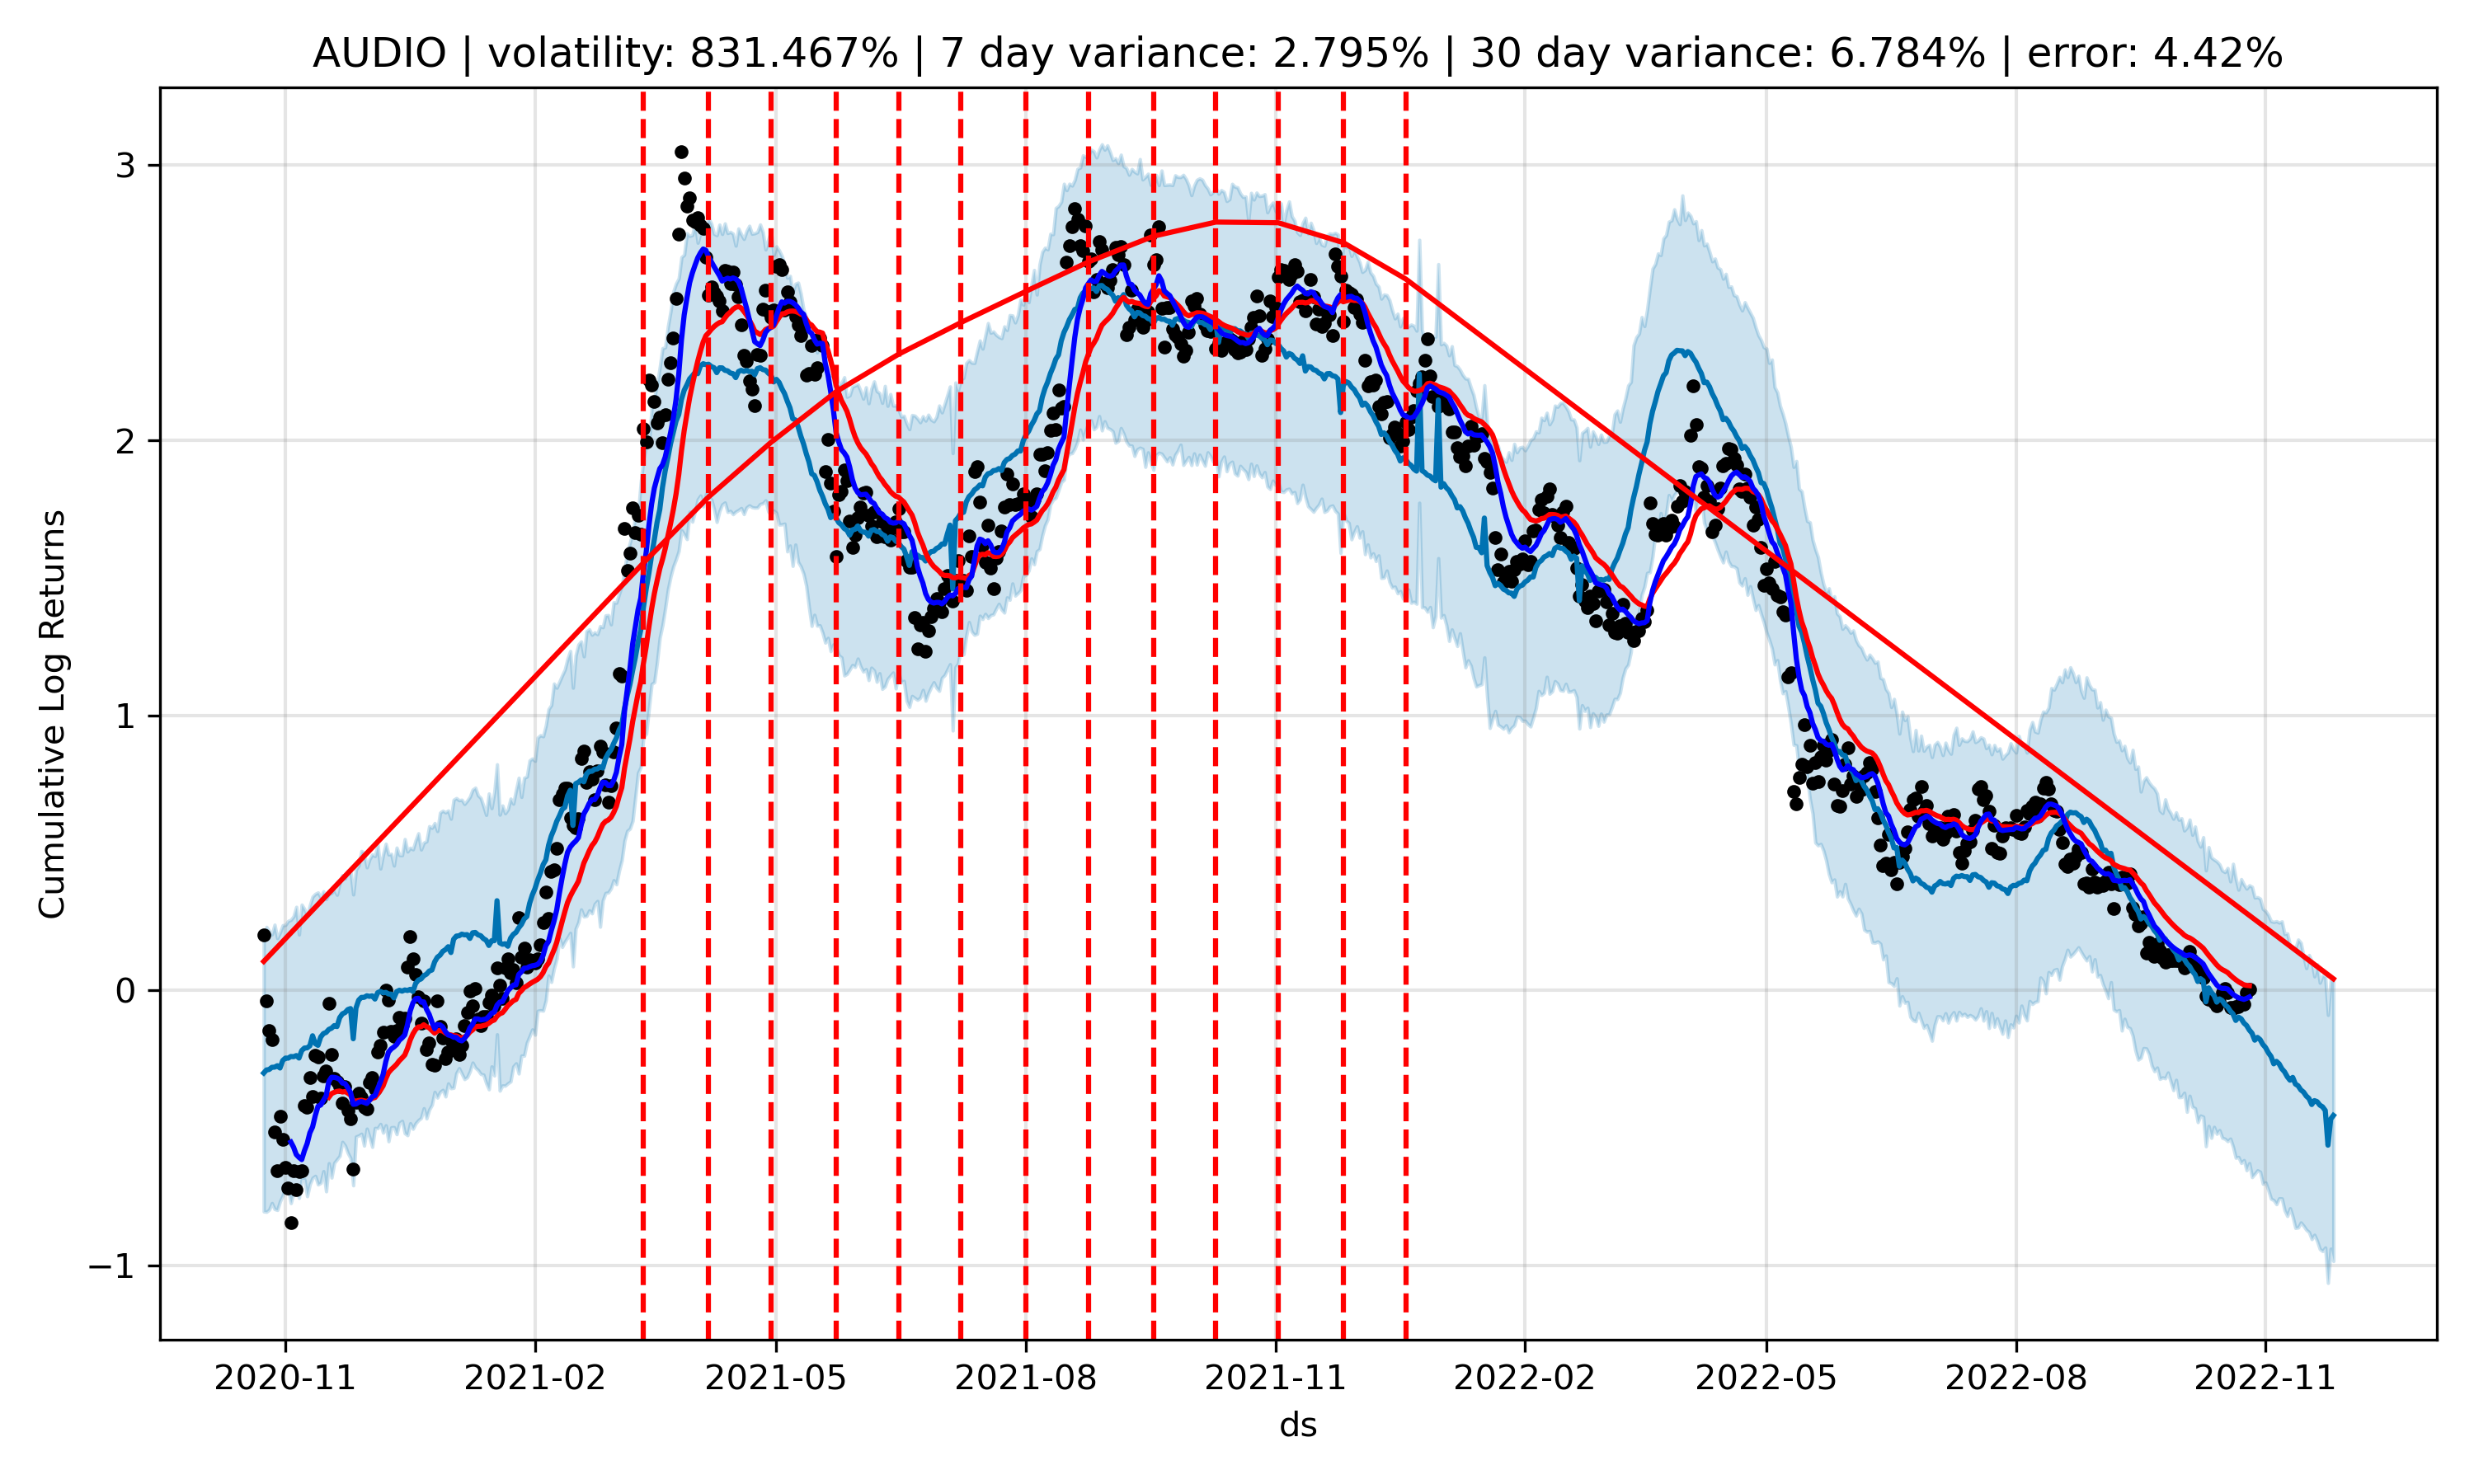 AUDIO | volatility: 831.467% | 7 day variance: 2.795% | 30 day variance: 6.784% | error: 4.42%
Cumulative Log Returns
3
2
1
0
−1
2020-11 2021-02 2021-05 2021-08 2021-11 2022-02 2022-05 2022-08 2022-11
ds